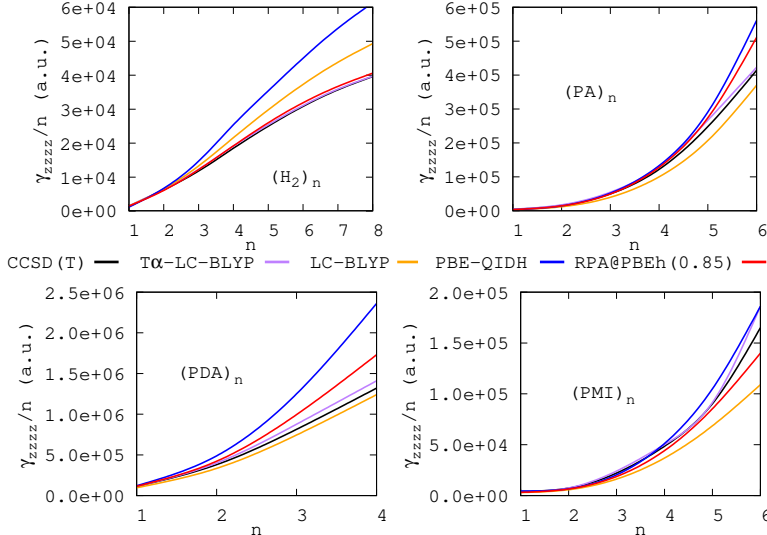 6e+04
5e+04
4e+04
3e+04
2e+04
1e+04
0e+00
γzzzz/n (a.u.)
(H2)n
1 2 3 4 5 6 7 8
n
6e+05
5e+05
4e+05
3e+05
2e+05
1e+05
0e+00
γzzzz/n (a.u.)
(PA)n
1 2 3 4 5 6
n
CCSD(T) Tα-LC-BLYP LC-BLYP PBE-QIDH RPA@PBEh(0.85)
2.5e+06
2.0e+06
1.5e+06
1.0e+06
5.0e+05
0.0e+00
γzzzz/n (a.u.)
(PDA)n
1 2 3 4
n
2.0e+05
1.5e+05
1.0e+05
5.0e+04
0.0e+00
γzzzz/n (a.u.)
(PMI)n
1 2 3 4 5 6
n